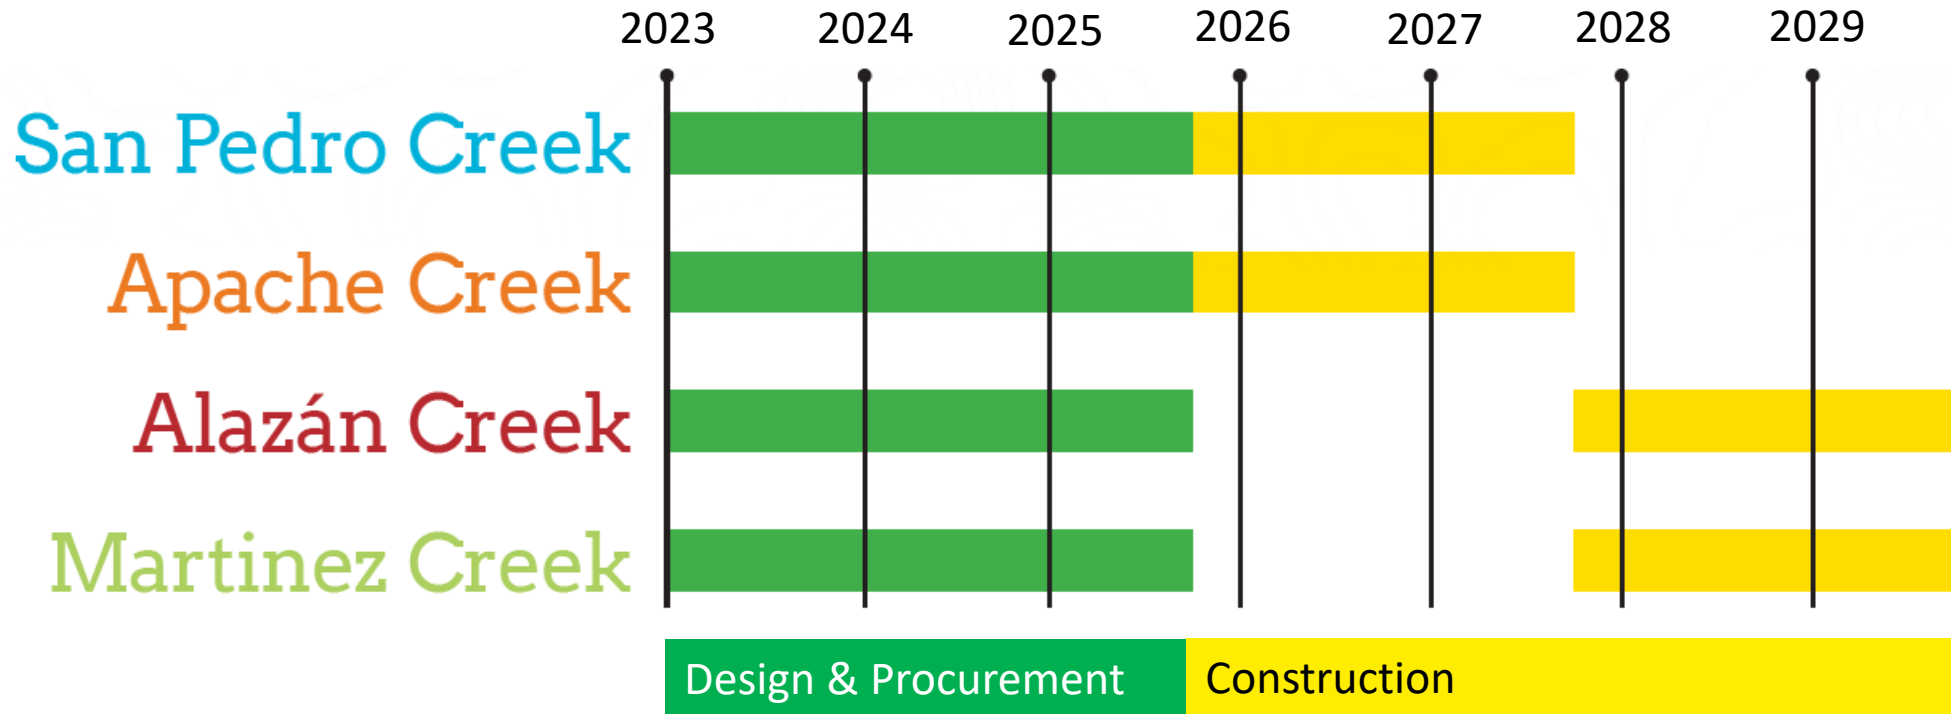 2023 2024 2025 2026 2027 2028 2029
San Pedro Creek
Apache Creek
Alazán Creek
Martinez Creek
Design & Procurement Construction